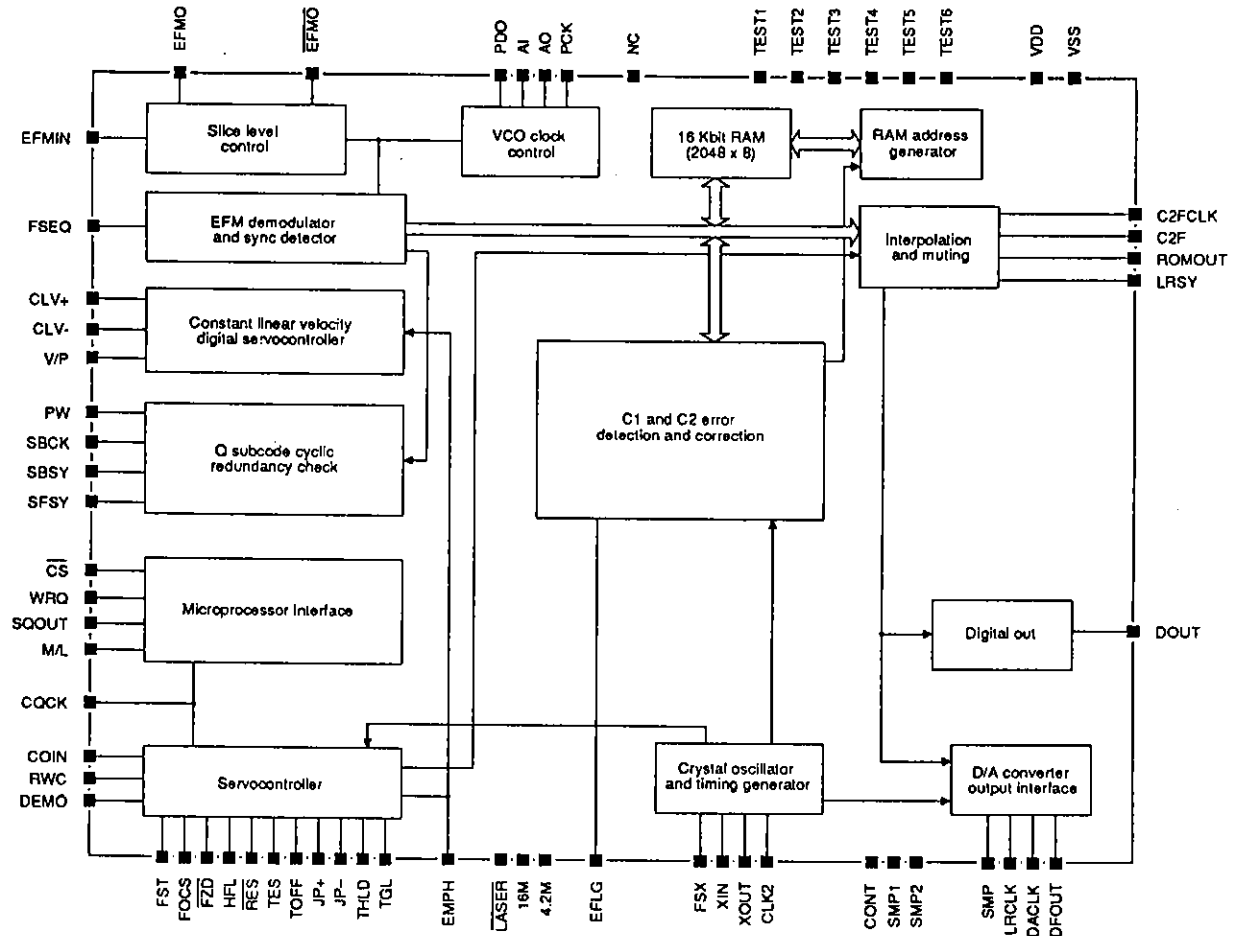 EFMO
EFMO
PDO
AI
AO
PCK
NC
TEST1
TEST2
TEST3
TEST4
TEST5
TEST6
VDD
VSS
EFMIN
Slice level
control
VCO clock
control
16 Kbit RAM
(2048 x 8)
RAM address
generator
FSEQ
EFM demodulator
and sync detector
Interpolation
and muting
C2FCLK
C2F
ROMOUT
LRSY
CLV+
CLV-
V/P
Constant linear velocity
digital servocontroller
PW
SBCK
SBSY
SFSY
Q subcode cyclic
redundancy check
C1 and C2 error
detection and correction
CS
WRQ
SQOUT
M/L
Microprocessor Interface
Digital out
DOUT
CQCK
COIN
RWC
DEMO
Servocontroller
Crystal oscillator
and timing generator
D/A converter
output interface
FST
FOCS
FZD
HFL
RES
TES
TOFF
JP+
JP-
THLD
TGL
EMPH
LASER
16M
4.2M
EFLG
FSX
XIN
XOUT
CLK2
CONT
SMP1
SMP2
SMP
LRCLK
DACLK
DFOUT